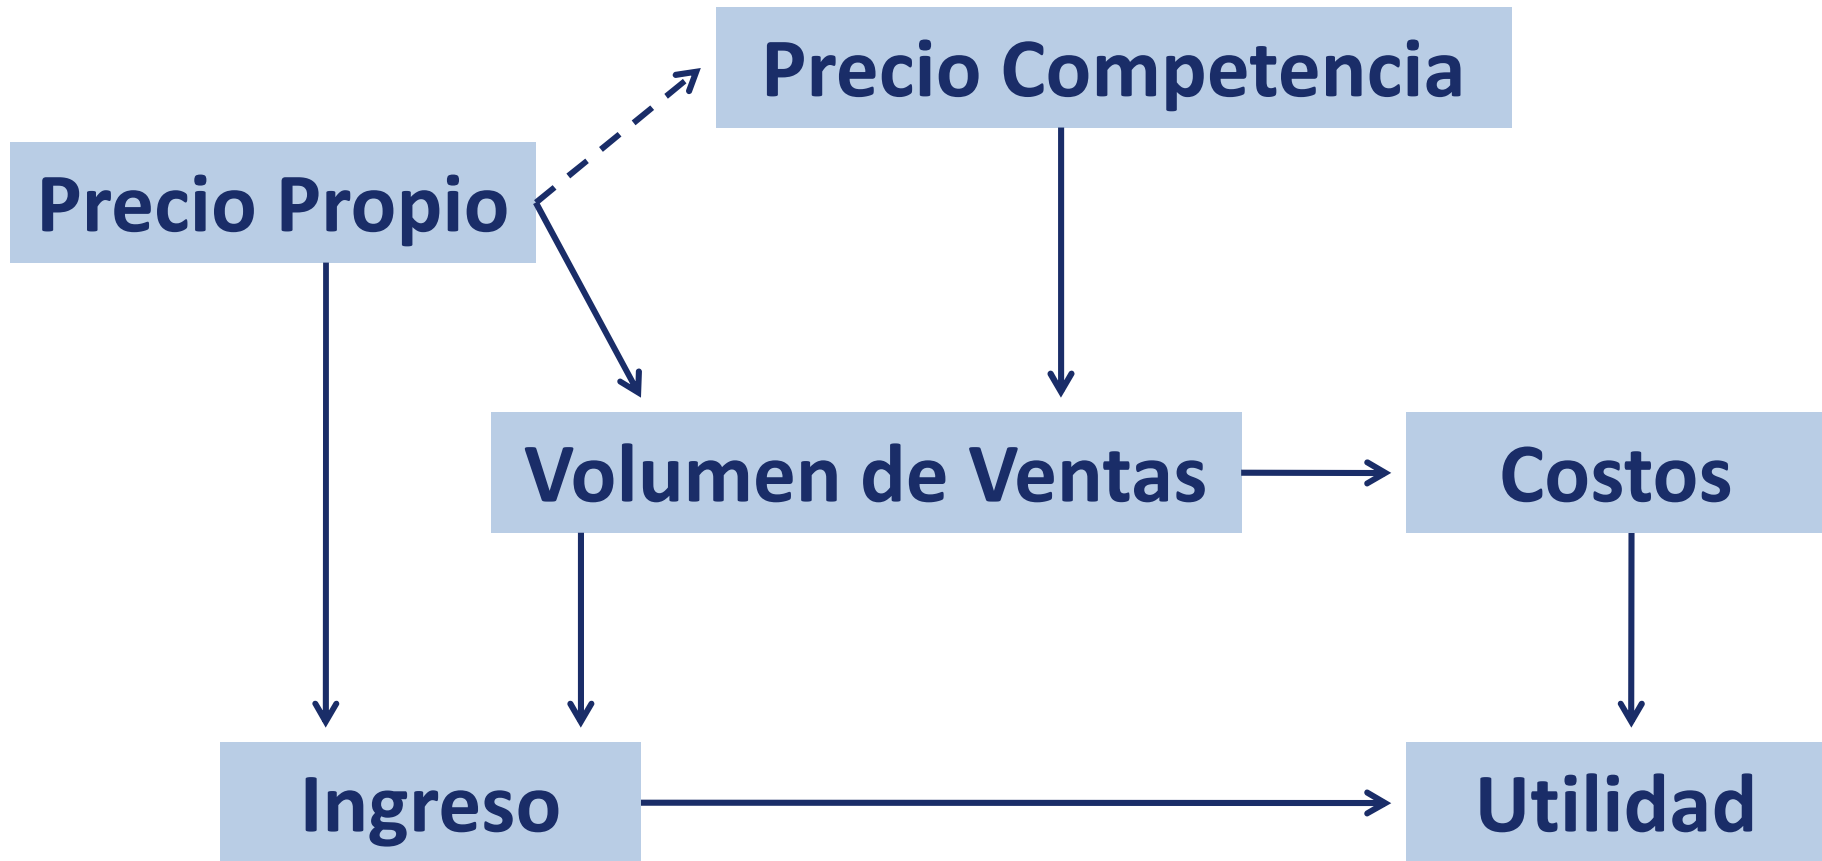 Precio Competencia
Precio Propio
Volumen de Ventas
Costos
Ingreso
Utilidad